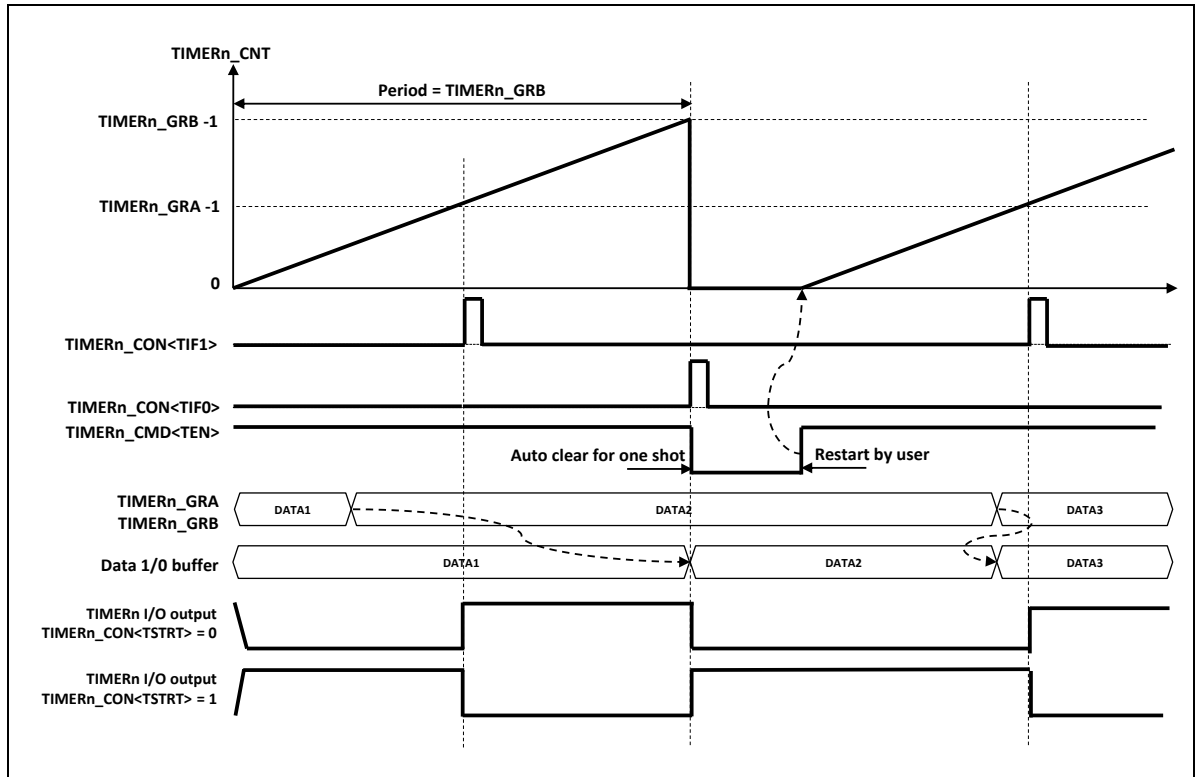 TIMERn_CNT
Period = TIMERn_GRB
TIMERn_GRB -1
TIMERn_GRA -1
0
TIMERn_CON<TIF1>
TIMERn_CON<TIF0>
TIMERn_CMD<TEN>
Auto clear for one shot
Restart by user
TIMERn_GRA
TIMERn_GRB
DATA1
DATA2
DATA3
Data 1/0 buffer
DATA1
DATA2
DATA3
TIMERn I/O output
TIMERn_CON<TSTRT> = 0
TIMERn I/O output
TIMERn_CON<TSTRT> = 1